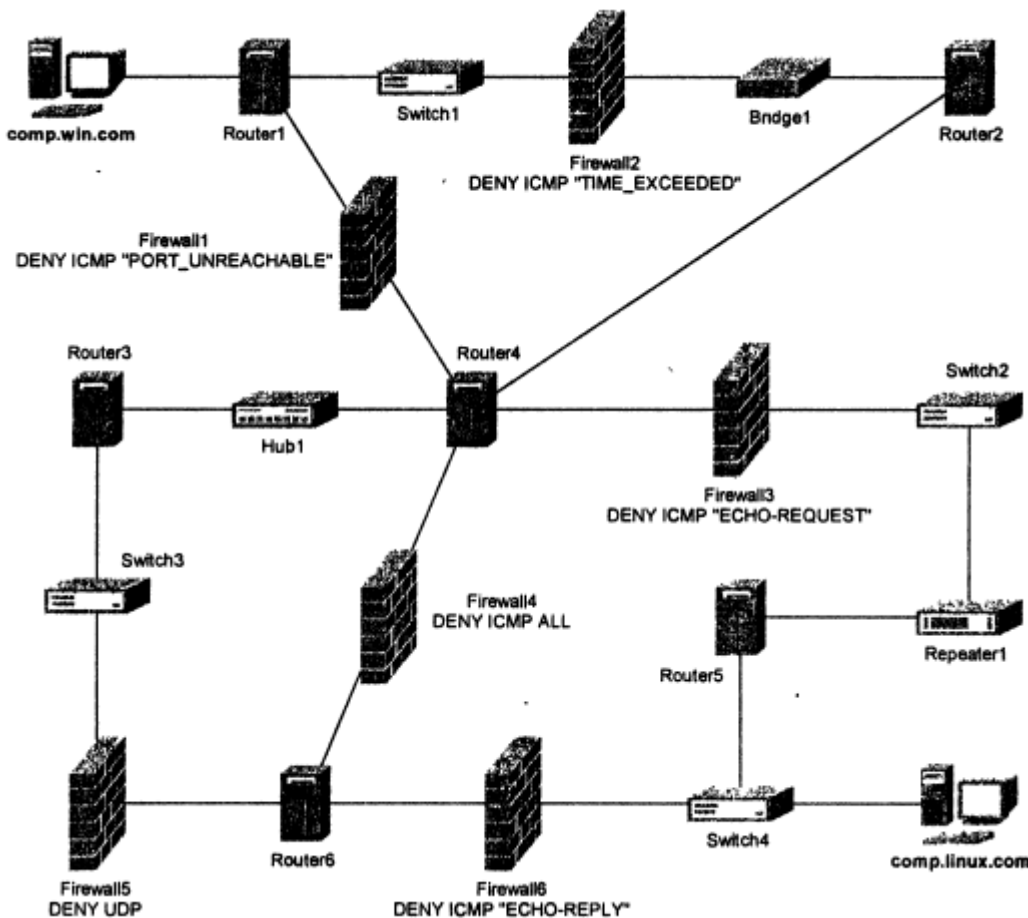 comp.win.com
Router1
Switch1
Firewall2
DENY ICMP "TIME_EXCEEDED"
Bndge1
Router2
Firewall1
DENY ICMP "PORT_UNREACHABLE"
Router3
Hub1
Router4
Firewall3
DENY ICMP "ECHO-REQUEST"
Switch2
Switch3
Firewall4
DENY ICMP ALL
Router5
Repeater1
Firewall5
DENY UDP
Router6
Firewall6
DENY ICMP "ECHO-REPLY"
Switch4
comp.linux.com